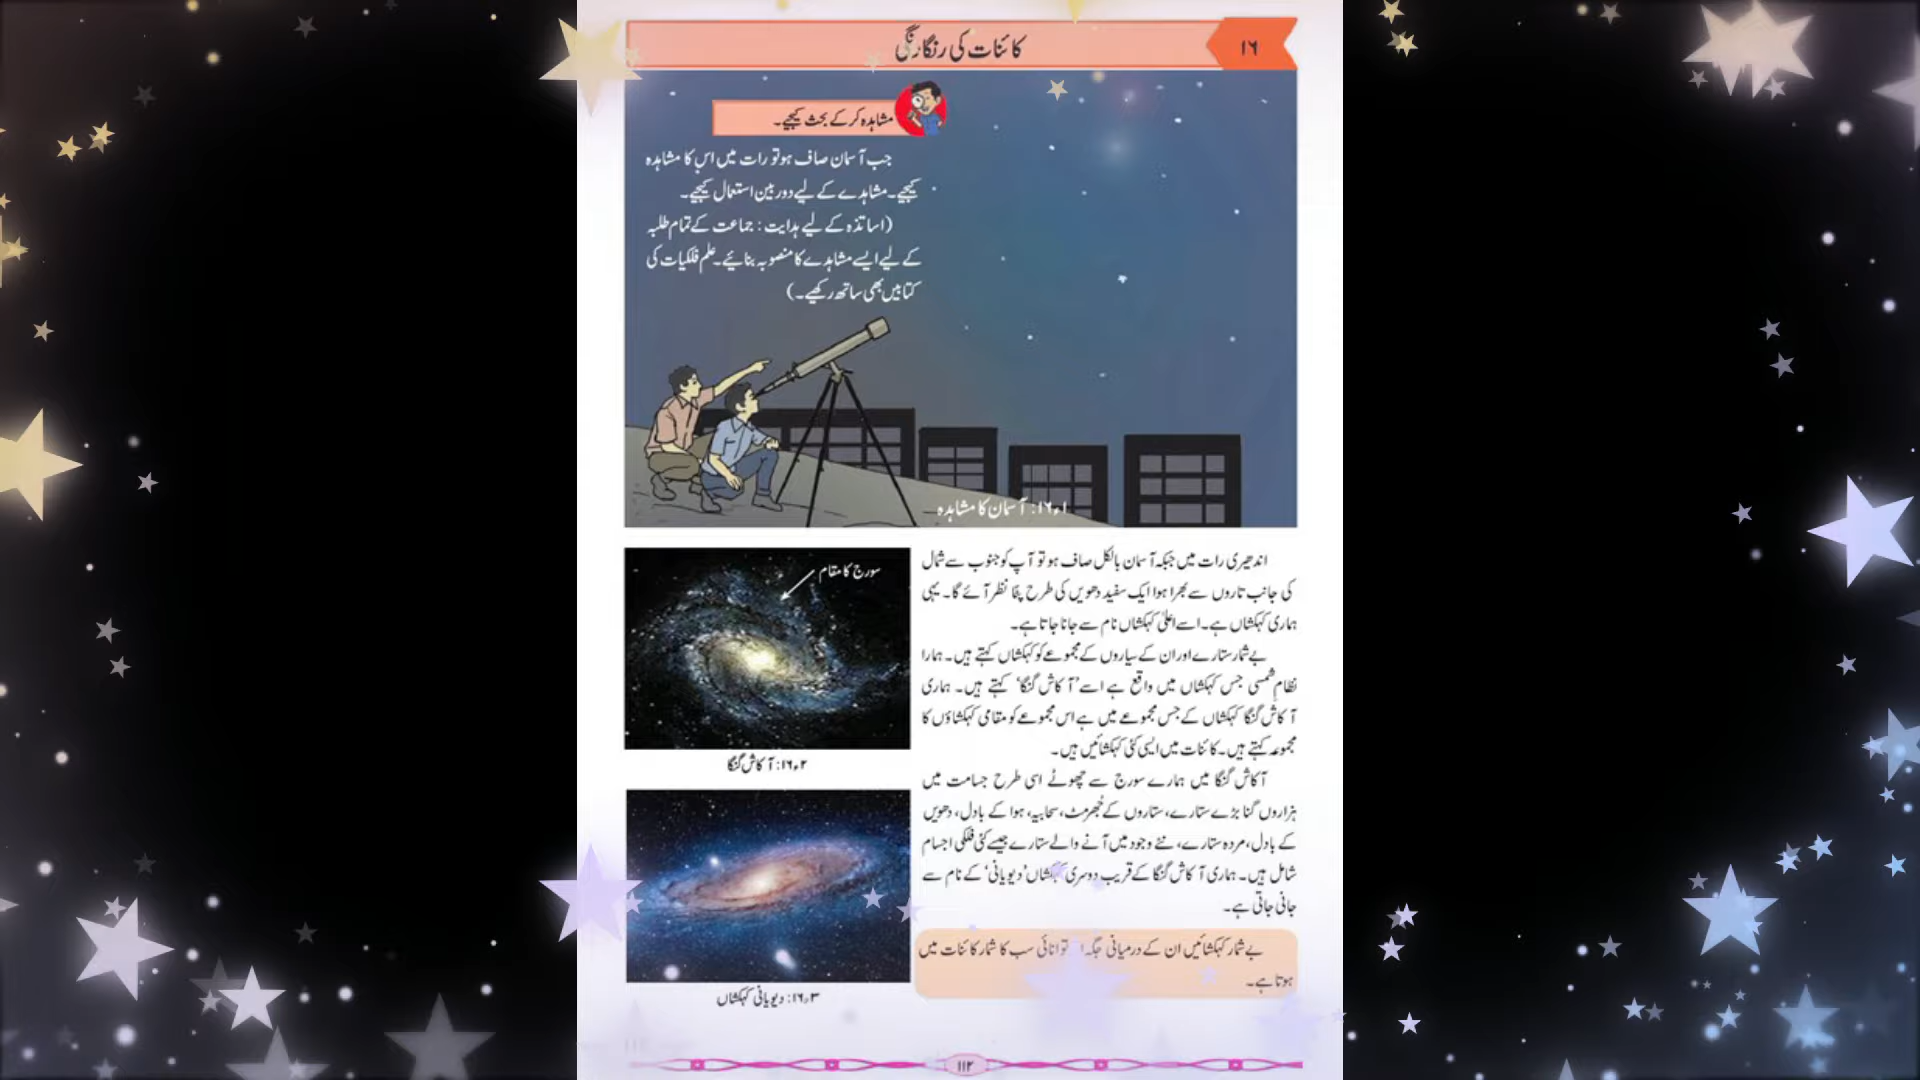 ۱۶
کائنات کی رنگارنگی
مشاہدہ کر کے بحث کیجیے۔
جب آسمان صاف ہو تو رات میں اس کا مشاہدہ
کیجیے۔ مشاہدے کے لیے دوربین استعمال کیجیے۔
(اساتذہ کے لیے ہدایت : جماعت کے تمام طلبہ
کے لیے ایسے مشاہدے کا منصوبہ بنائیے۔ علم فلکیات کی
کتابیں بھی ساتھ رکھیے۔)
۱ء۱۶: آسمان کا مشاہدہ
اندھیری رات میں جبکہ آسمان بالکل صاف ہو تو آپ کو جنوب سے شمال
کی جانب تاروں سے بھرا ہوا ایک سفید دھویں کی طرح پٹا نظر آئے گا۔ یہی
ہماری کہکشاں ہے۔ اسے اعلیٰ کہکشاں نام سے جانا جاتا ہے۔
بے شمار ستارے اور ان کے سیاروں کے مجموعے کو کہکشاں کہتے ہیں۔ ہمارا
نظامِ شمسی جس کہکشاں میں واقع ہے اسے 'آکاش گنگا' کہتے ہیں۔ ہماری
آکاش گنگا کہکشاں کے جس مجموعے میں ہے اس مجموعے کو مقامی کہکشاؤں کا
مجموعہ کہتے ہیں۔ کائنات میں ایسی کئی کہکشائیں ہیں۔
آکاش گنگا میں ہمارے سورج سے چھوٹے اسی طرح جسامت میں
ہزاروں گنا بڑے ستارے، ستاروں کے جُھرمٹ، سحابیہ، ہوا کے بادل، دھویں
کے بادل، مردہ ستارے، نئے وجود میں آنے والے ستارے جیسے کئی فلکی اجسام
شامل ہیں۔ ہماری آکاش گنگا کے قریب دوسری کہکشاں 'دیویانی' کے نام سے
جانی جاتی ہے۔
بے شمار کہکشائیں ان کے درمیانی جگہ توانائی سب کا شمار کائنات میں
ہوتا ہے۔
سورج کا مقام
۲ء۱۶: آکاش گنگا
۳ء۱۶: دیویانی کہکشاں
۱۱۲